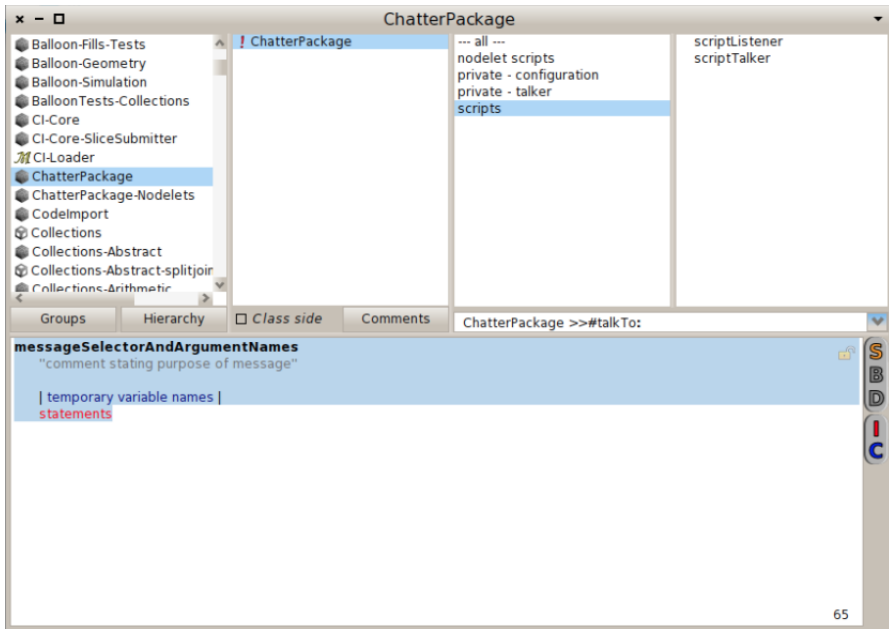 ChatterPackage
Balloon-Fills-Tests
Balloon-Geometry
Balloon-Simulation
BalloonTests-Collections
CI-Core
CI-Core-SliceSubmitter
CI-Loader
ChatterPackage
ChatterPackage-Nodelets
CodeImport
Collections
Collections-Abstract
Collections-Abstract-splitjoin
Collections-Arithmetic
! ChatterPackage
--- all ---
nodelet scripts
private - configuration
private - talker
scripts
scriptListener
scriptTalker
Groups
Hierarchy
Class side
Comments
ChatterPackage >>#talkTo:
messageSelectorAndArgumentNames
"comment stating purpose of message"
| temporary variable names |
statements
S
B
D
I
C
65